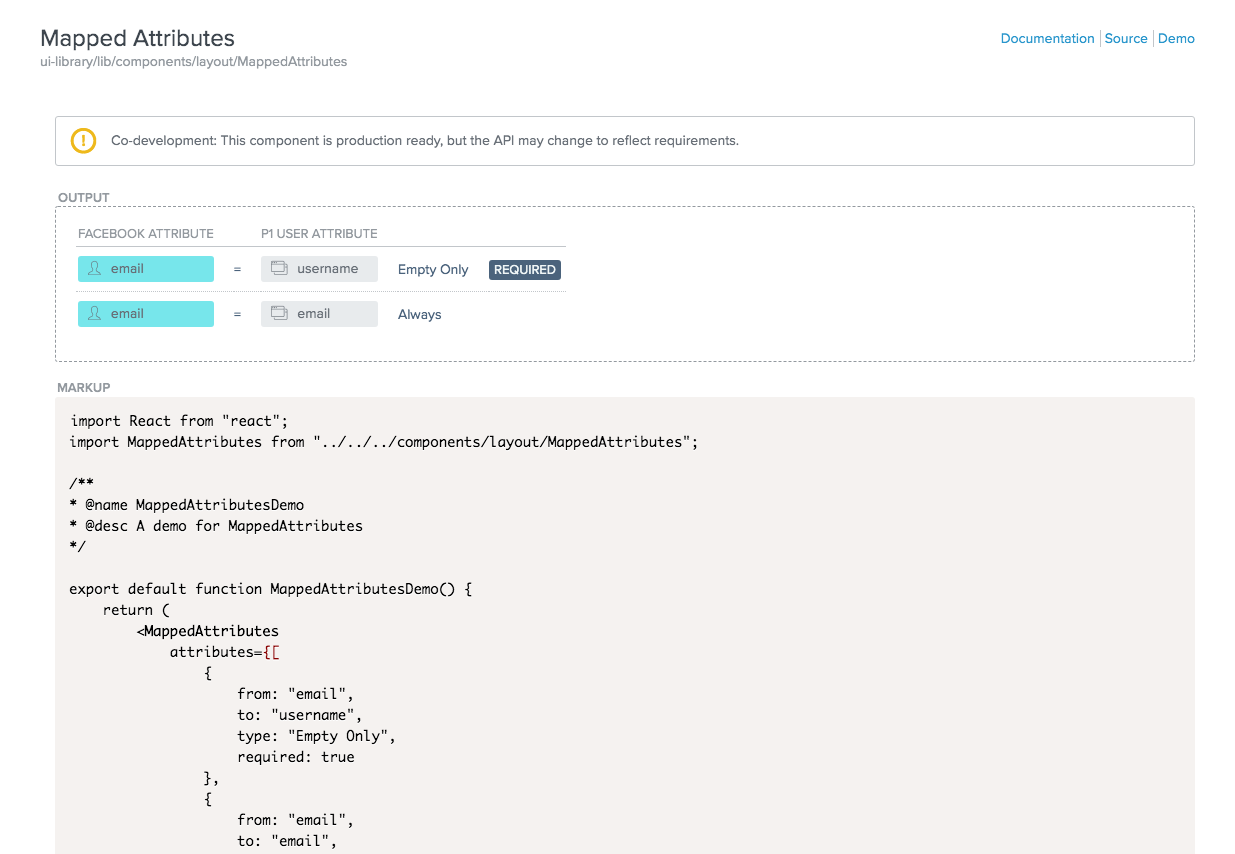 Mapped Attributes
Documentation Source Demo
ui-library/lib/components/layout/MappedAttributes
Co-development: This component is production ready, but the API may change to reflect requirements.
OUTPUT
FACEBOOK ATTRIBUTE P1 USER ATTRIBUTE
email = username Empty Only REQUIRED
email = email Always
MARKUP
import React from "react";
import MappedAttributes from "../../../components/layout/MappedAttributes";
/**
* @name MappedAttributesDemo
* @desc A demo for MappedAttributes
*/
export default function MappedAttributesDemo() {
return (
<MappedAttributes
attributes={[
{
from: "email",
to: "username",
type: "Empty Only",
required: true
},
{
from: "email",
to: "email",